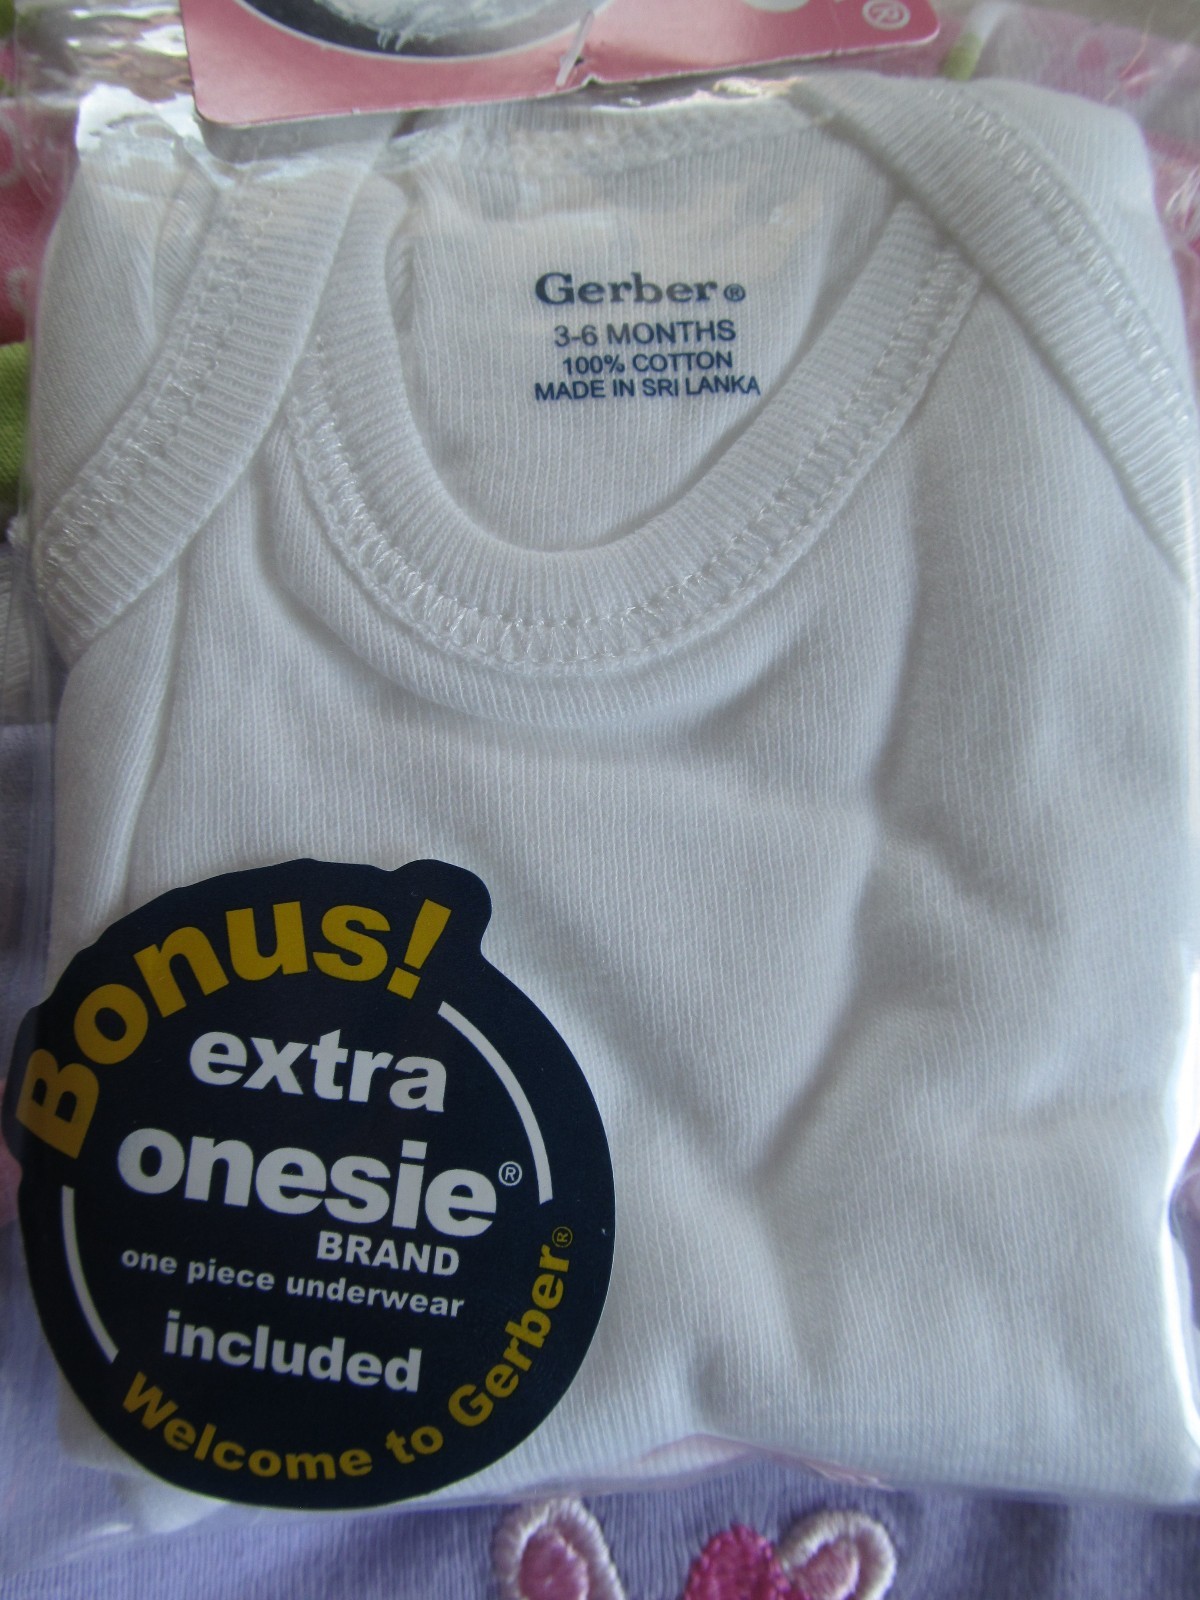 ®
Gerber®
3-6 MONTHS
100% COTTON
MADE IN SRI LANKA
Bonus!
extra
onesie®
BRAND
one piece underwear
included
Welcome to Gerber®